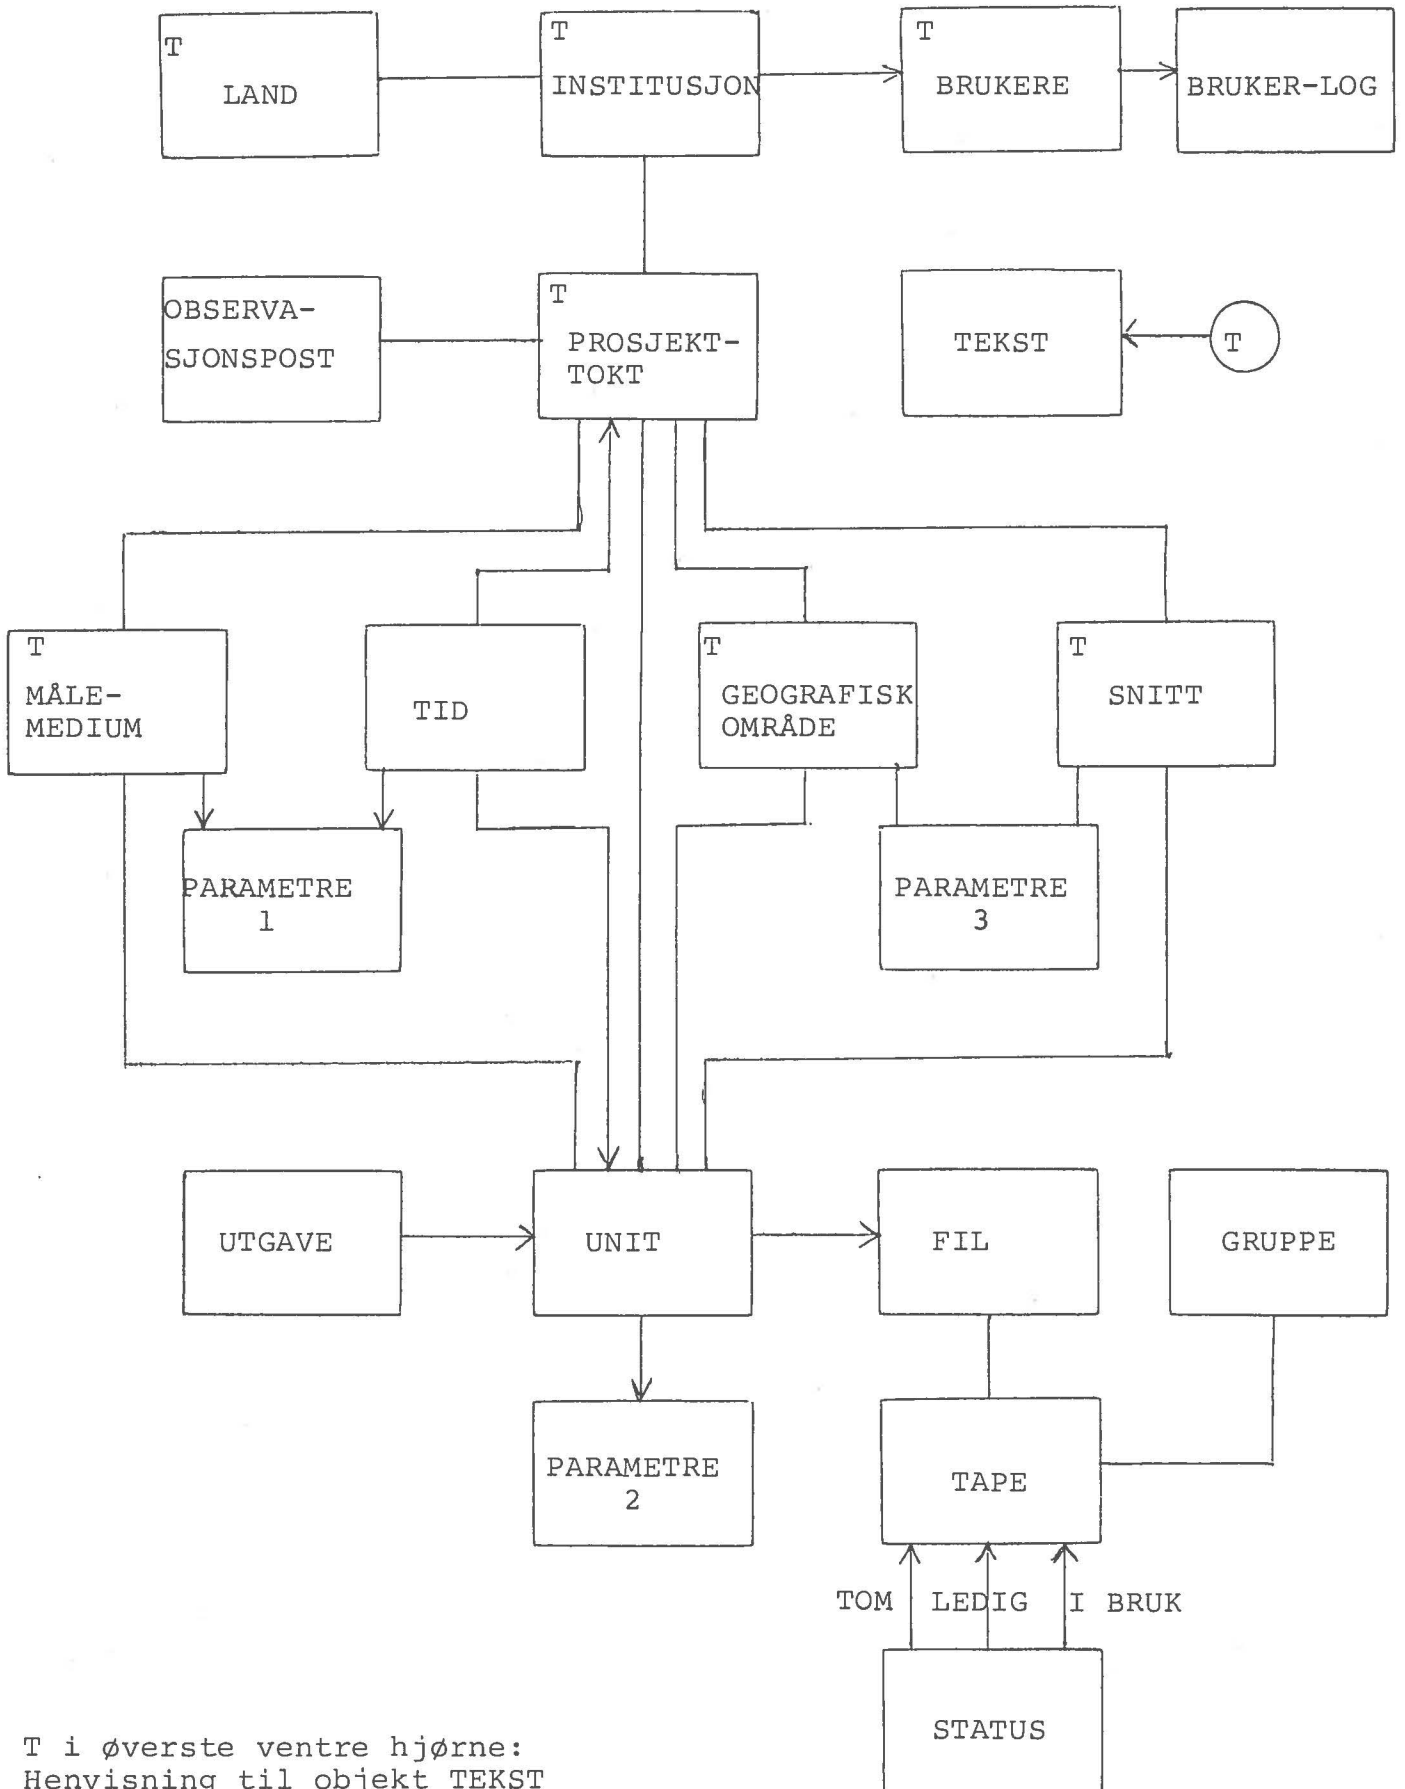 T
LAND
T
INSTITUSJON
T
BRUKERE
BRUKER-LOG
OBSERVA-
SJONSPOST
T
PROSJEKT-
TOKT
TEKST
T
T
MÅLE-
MEDIUM
TID
T
GEOGRAFISK
OMRÅDE
T
SNITT
PARAMETRE
1
PARAMETRE
3
UTGAVE
UNIT
FIL
GRUPPE
PARAMETRE
2
TAPE
TOM LEDIG I BRUK
STATUS
T i øverste ventre hjørne:
Henvisning til objekt TEKST